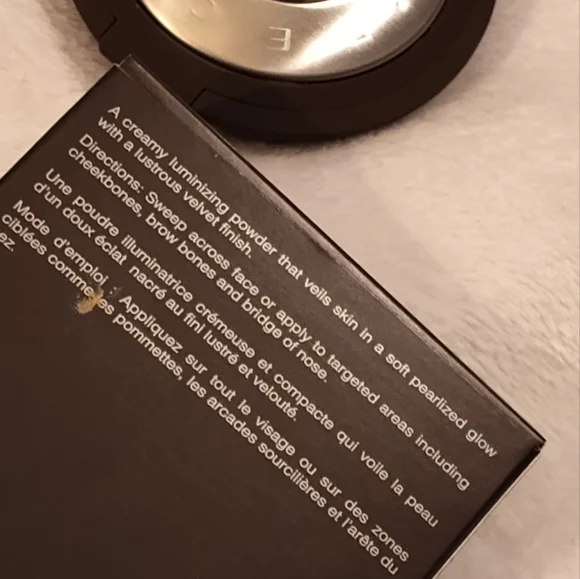 A creamy luminizing powder that veils skin in a soft pearlized glow
with a lustrous velvet finish.
Directions: Sweep across face or apply to targeted areas including
cheekbones, brow bones and bridge of nose.
Une poudre illuminatrice crémeuse et compacte qui voile la peau
d'un doux éclat nacré au fini lustré et velouté.
Mode d'emploi : Appliquez sur tout le visage ou sur des zones
ciblées comme les pommettes, les arcades sourcilières et l'arête du
ez.